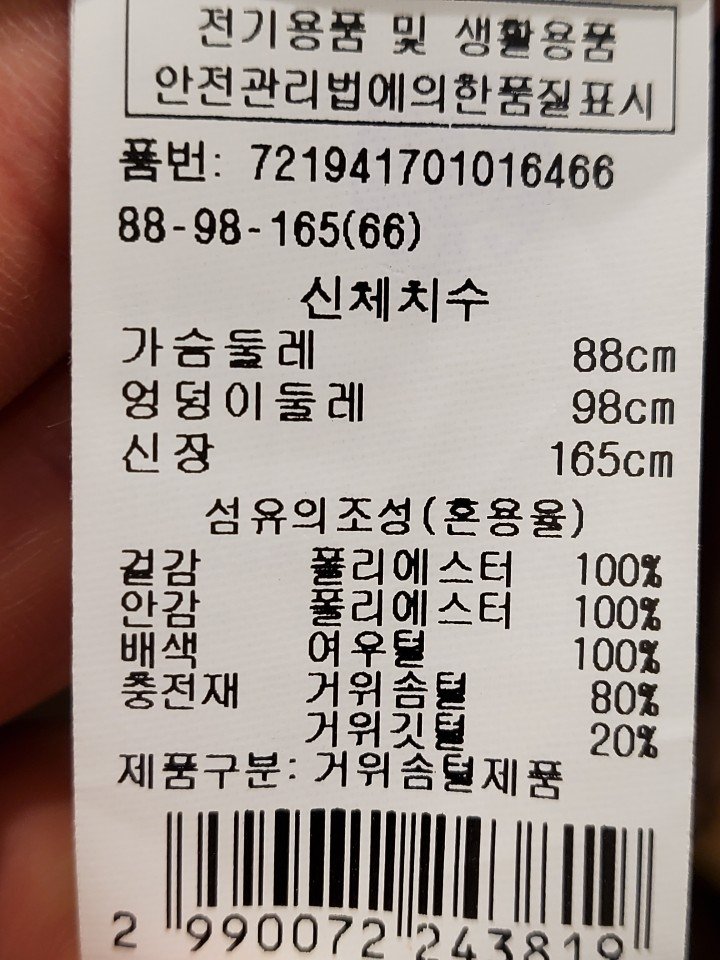 전기용품 및 생활용품
안전관리법에의한품질표시
품번: 721941701016466
88-98-165(66)
신체치수
가슴둘레 88cm
엉덩이둘레 98cm
신장 165cm
섬유의조성(혼용율)
겉감 폴리에스터 100%
안감 폴리에스터 100%
배색 여우털 100%
충전재 거위솜털 80%
거위깃털 20%
제품구분: 거위솜털제품
2 990072 243819